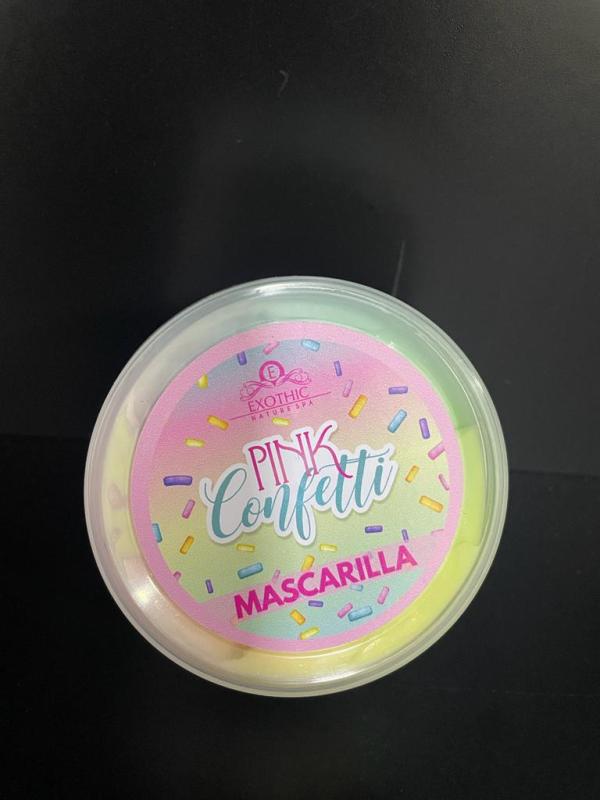 E
EXOTHIC
NATURE SPA
PINK
Confetti
MASCARILLA